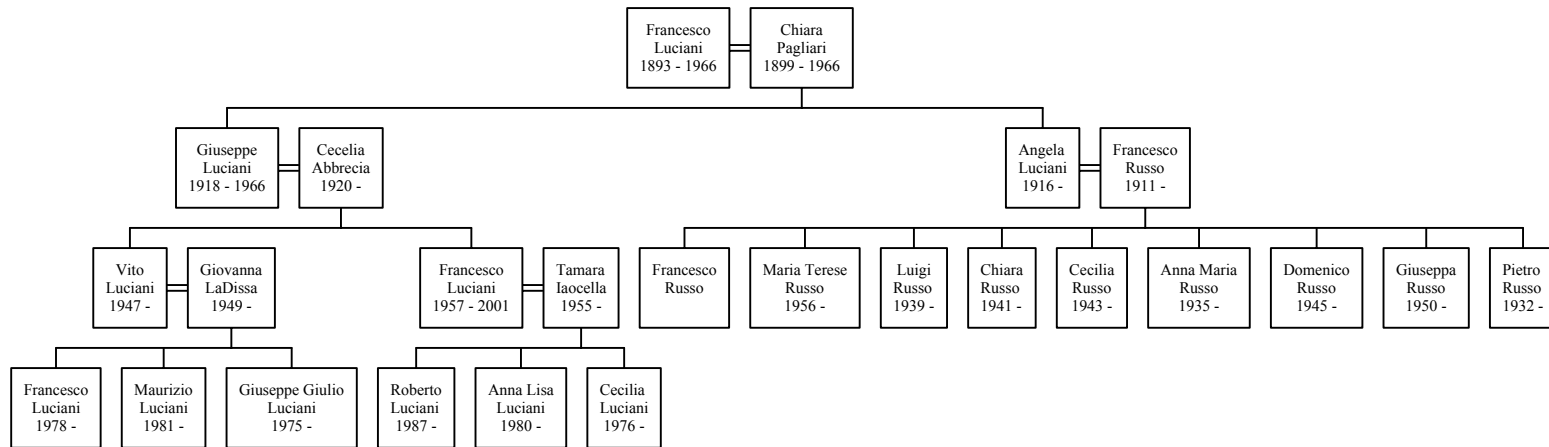 Francesco
Luciani
1893 - 1966
Chiara
Pagliari
1899 - 1966
Giuseppe
Luciani
1918 - 1966
Cecelia
Abbrecia
1920 -
Angela
Luciani
1916 -
Francesco
Russo
1911 -
Vito
Luciani
1947 -
Giovanna
LaDissa
1949 -
Francesco
Luciani
1957 - 2001
Tamara
Iaocella
1955 -
Francesco
Russo
Maria Terese
Russo
1956 -
Luigi
Russo
1939 -
Chiara
Russo
1941 -
Cecilia
Russo
1943 -
Anna Maria
Russo
1935 -
Domenico
Russo
1945 -
Giuseppa
Russo
1950 -
Pietro
Russo
1932 -
Francesco
Luciani
1978 -
Maurizio
Luciani
1981 -
Giuseppe Giulio
Luciani
1975 -
Roberto
Luciani
1987 -
Anna Lisa
Luciani
1980 -
Cecilia
Luciani
1976 -